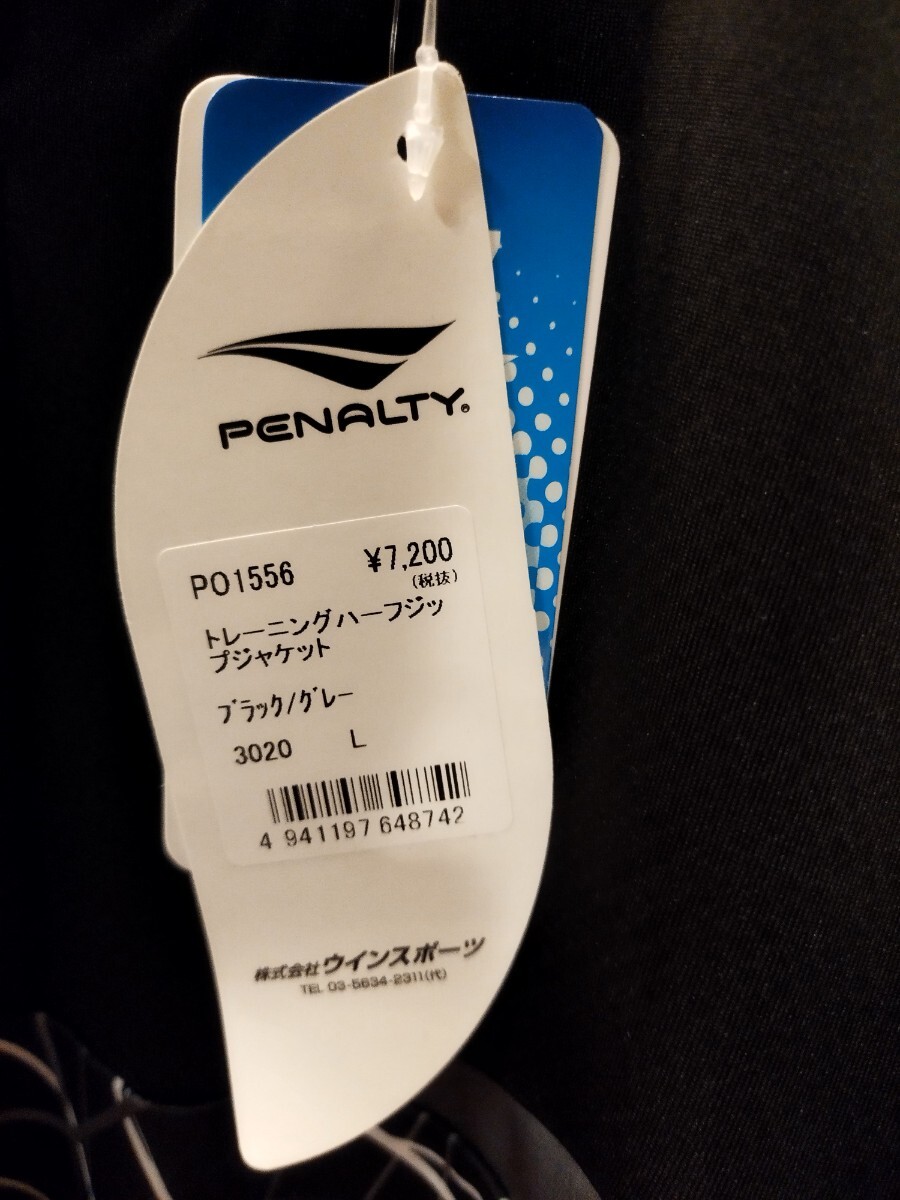 PENALTY®
PO1556 ¥7,200
(税抜)
トレーニングハーフジッ
プジャケット
ブラック/グレー
3020 L
4 941197 648742
株式会社ウインスポーツ
TEL 03-5634-2311(代)